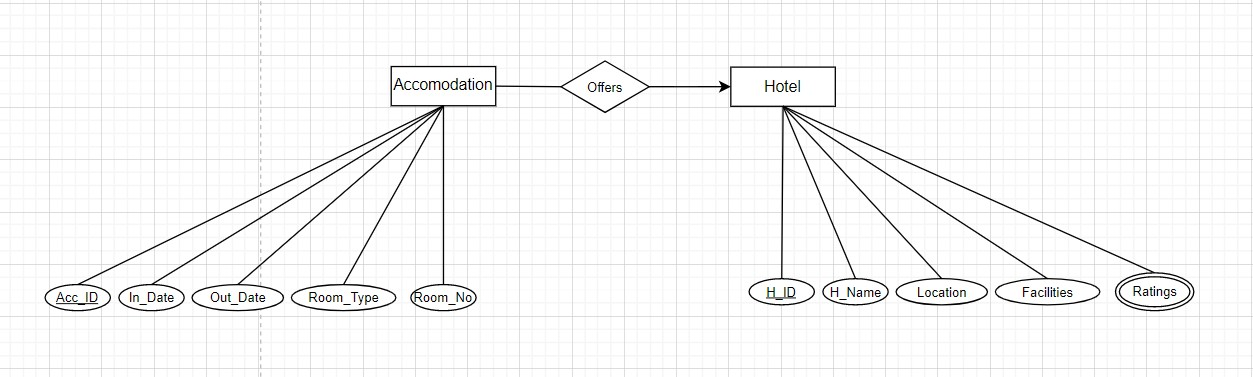 Accomodation
Offers
Hotel
Acc_ID
In_Date
Out_Date
Room_Type
Room_No
H_ID
H_Name
Location
Facilities
Ratings